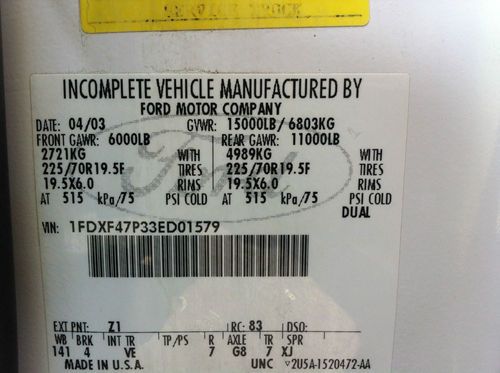 SERVICE TRUCK
INCOMPLETE VEHICLE MANUFACTURED BY
FORD MOTOR COMPANY
DATE: 04/03 GVWR: 15000LB/ 6803KG
FRONT GAWR: 6000LB REAR GAWR: 11000LB
2721KG WITH 4989KG WITH
225/70R19.5F TIRES 225/70R19.5F TIRES
19.5X6.0 RIMS 19.5X6.0 RIMS
AT 515 kPa/75 PSI COLD AT 515 kPa/75 PSI COLD
DUAL
Ford
VIN: 1FDXF47P33ED01579
EXT PNT: Z1 RC: 83 DSO:
WB BRK INT TR TP/PS R AXLE TR SPR
141 4 VE 7 G8 7 XJ
MADE IN U.S.A. UNC 2U5A-1520472-AA